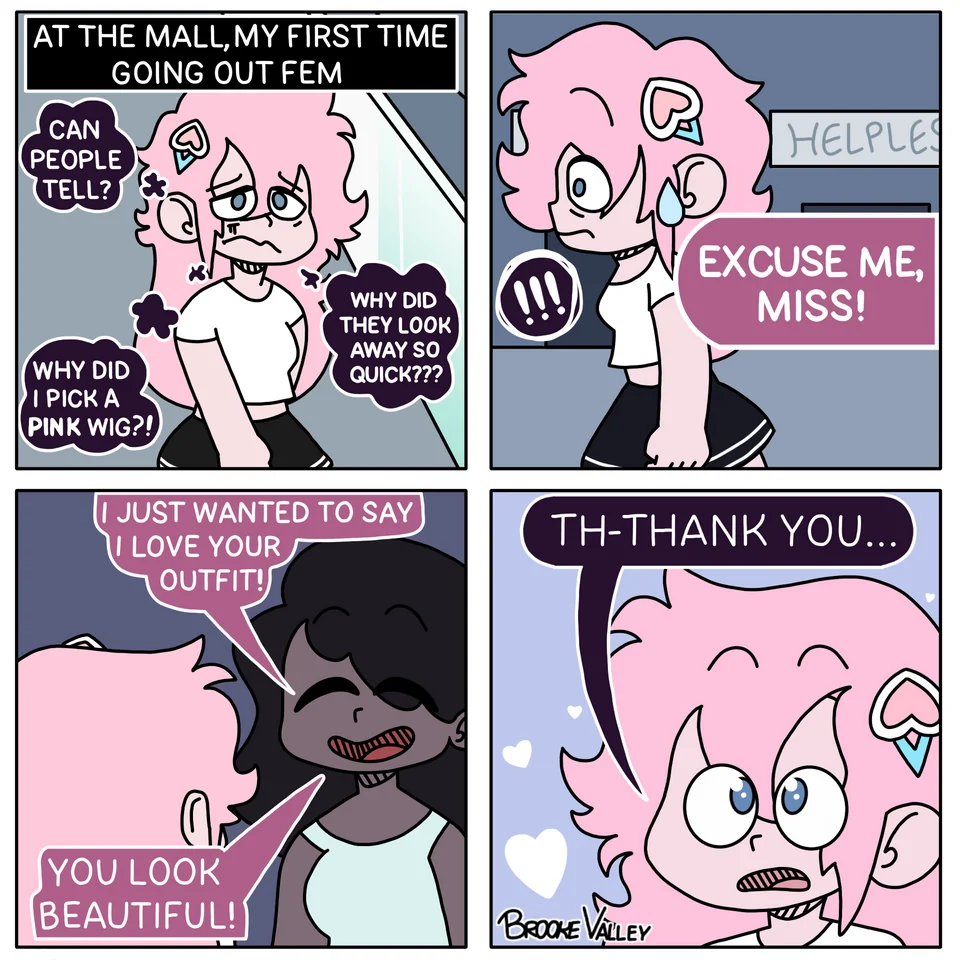 AT THE MALL, MY FIRST TIME
GOING OUT FEM
CAN
PEOPLE
TELL?
WHY DID
THEY LOOK
AWAY SO
QUICK???
WHY DID
I PICK A
PINK WIG?!
HELPLES
EXCUSE ME,
MISS!
!!!
I JUST WANTED TO SAY
I LOVE YOUR
OUTFIT!
YOU LOOK
BEAUTIFUL!
TH-THANK YOU...
BROOKE VALLEY